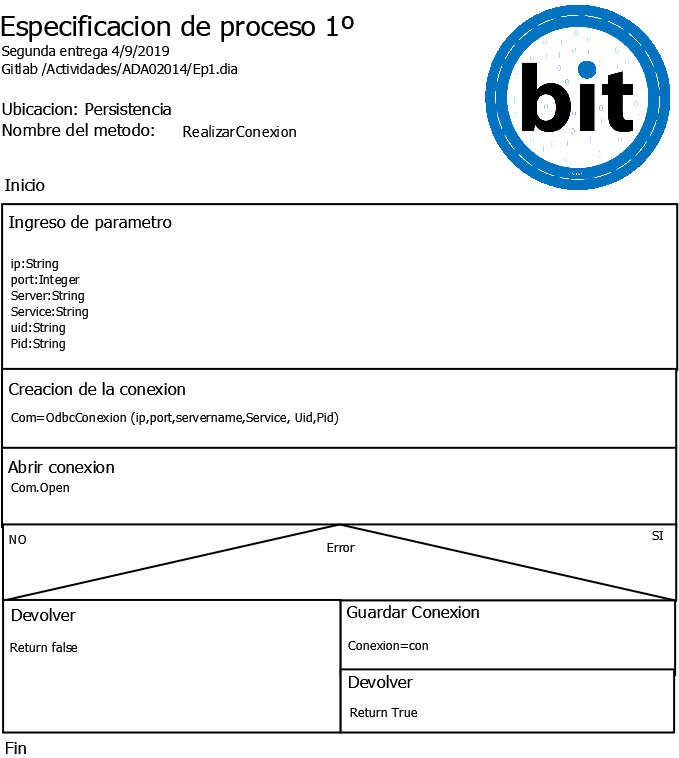 Especificacion de proceso 1º
Segunda entrega 4/9/2019
Gitlab /Actividades/ADA02014/Ep1.dia
bit
Ubicacion: Persistencia
Nombre del metodo: RealizarConexion
Inicio
Ingreso de parametro
ip:String
port:Integer
Server:String
Service:String
uid:String
Pid:String
Creacion de la conexion
Com=OdbcConexion (ip,port,servername,Service, Uid,Pid)
Abrir conexion
Com.Open
NO
Error
SI
Devolver
Return false
Guardar Conexion
Conexion=con
Devolver
Return True
Fin